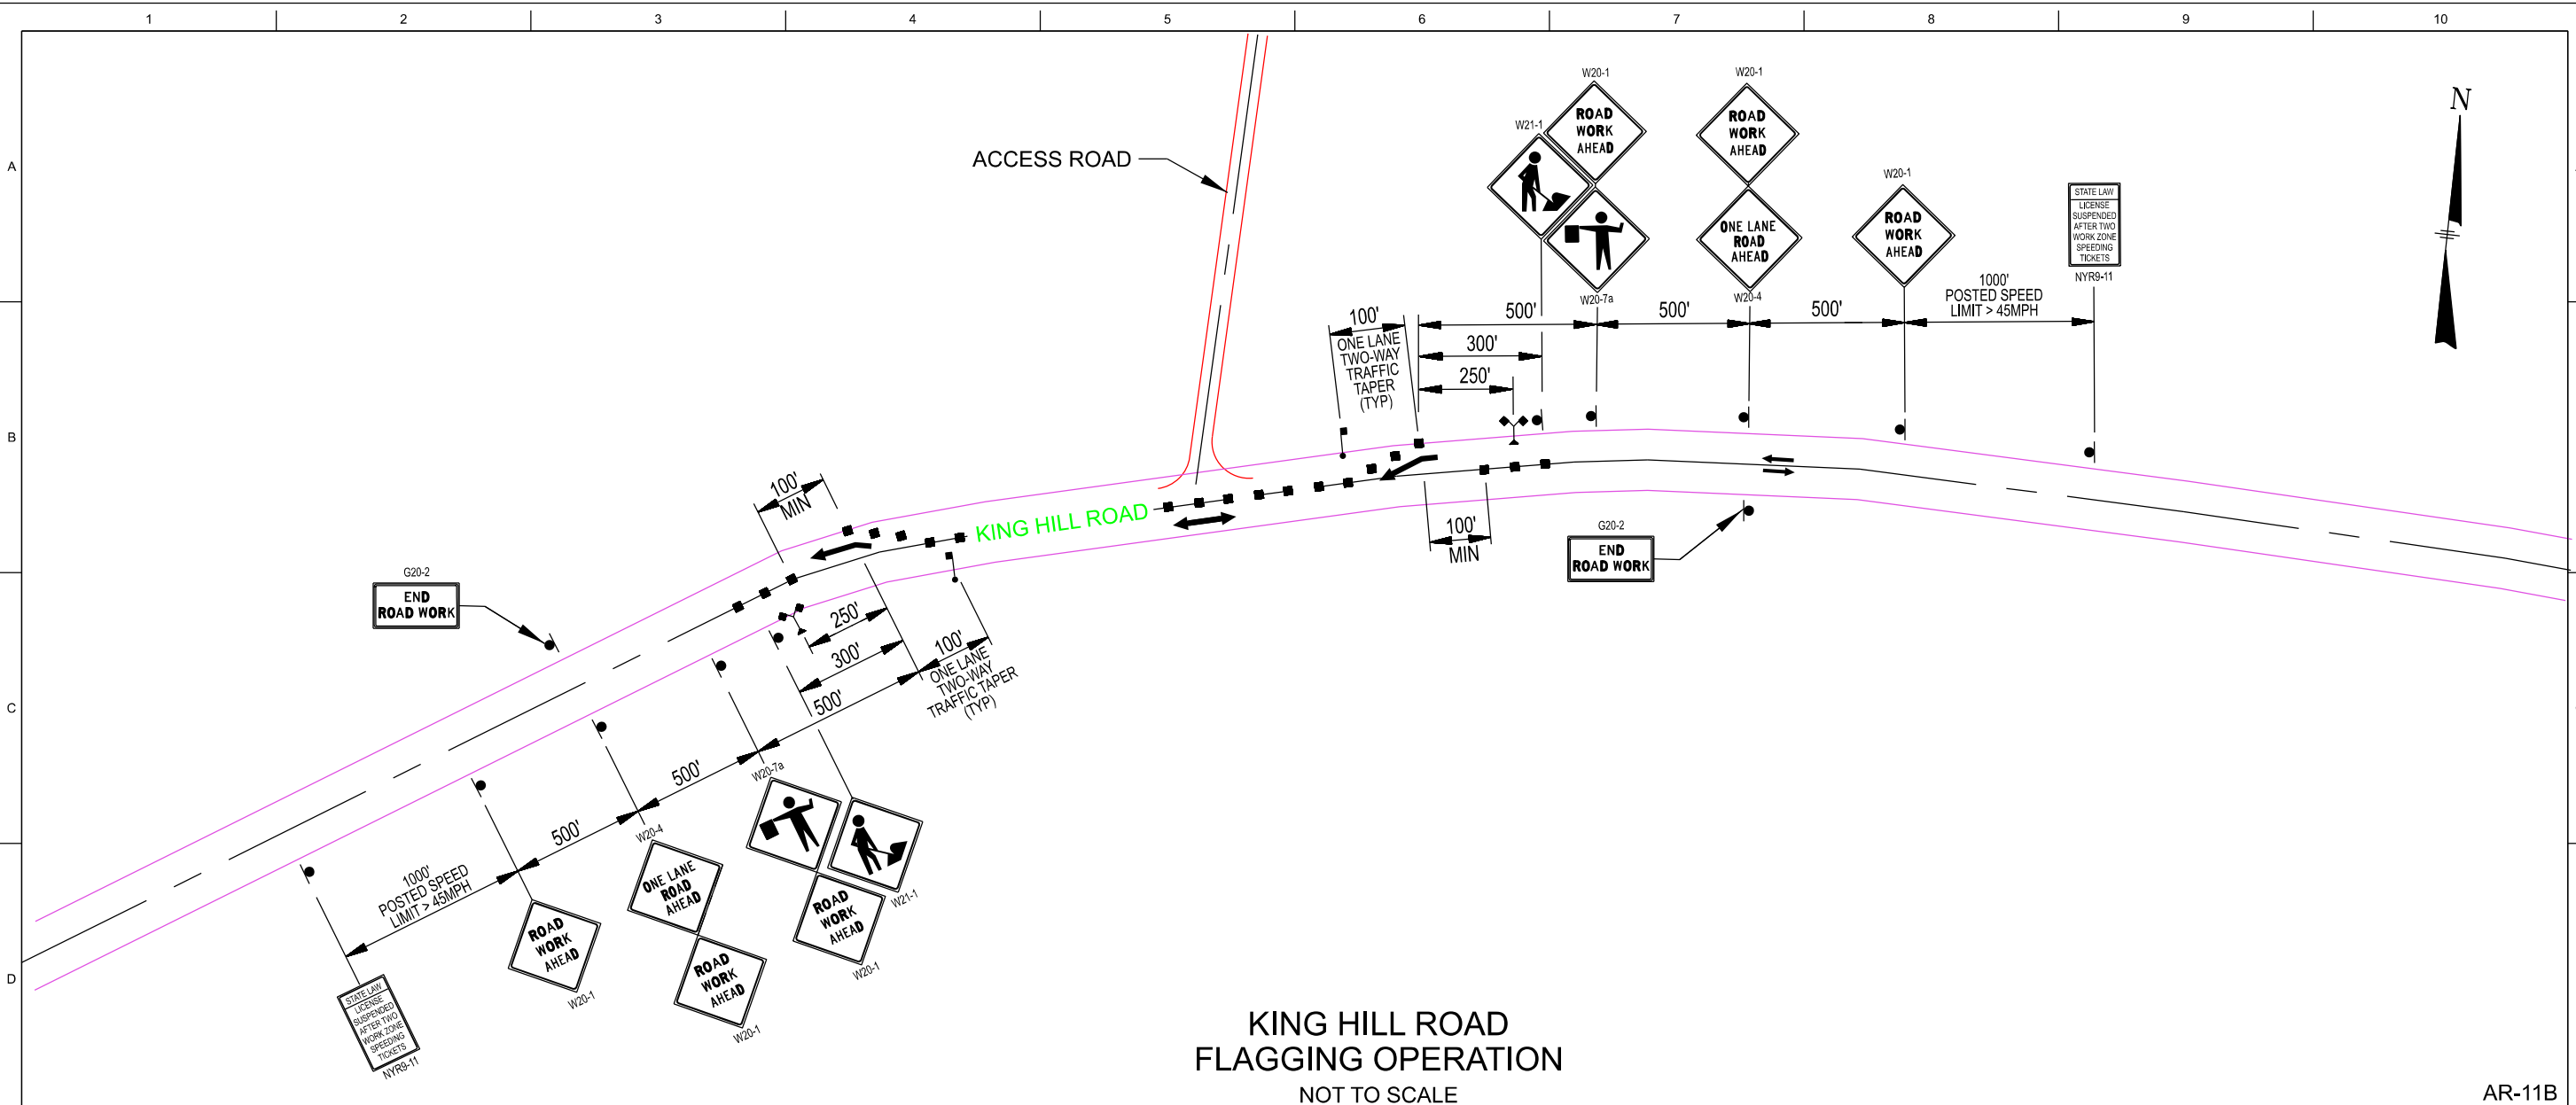 1 2 3 4 5 6 7 8 9 10
A
B
C
D
ACCESS ROAD
W20-1
ROAD
WORK
AHEAD
W21-1
W20-7a
W20-1
ROAD
WORK
AHEAD
ONE LANE
ROAD
AHEAD
W20-4
W20-1
ROAD
WORK
AHEAD
STATE LAW
LICENSE
SUSPENDED
AFTER TWO
WORK ZONE
SPEEDING
TICKETS
NYR9-11
N
100'
ONE LANE
TWO-WAY
TRAFFIC
TAPER
(TYP)
500'
500'
500'
1000'
POSTED SPEED
LIMIT > 45MPH
300'
250'
100'
MIN
KING HILL ROAD
100'
MIN
G20-2
END
ROAD WORK
G20-2
END
ROAD WORK
250'
300'
500'
100'
ONE LANE
TWO-WAY
TRAFFIC TAPER
(TYP)
500'
500'
1000'
POSTED SPEED
LIMIT > 45MPH
W20-7a
W21-1
ROAD
WORK
AHEAD
W20-1
W20-4
ONE LANE
ROAD
AHEAD
ROAD
WORK
AHEAD
W20-1
ROAD
WORK
AHEAD
W20-1
STATE LAW
LICENSE
SUSPENDED
AFTER TWO
WORK ZONE
SPEEDING
TICKETS
NYR9-11
KING HILL ROAD
FLAGGING OPERATION
NOT TO SCALE
AR-11B